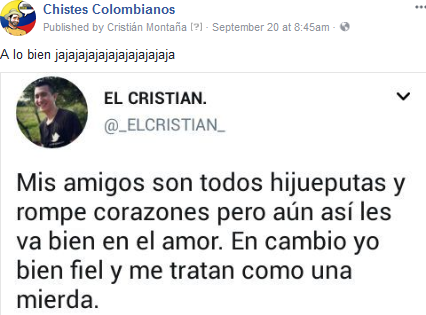 Chistes Colombianos
Published by Cristián Montaña [?] · September 20 at 8:45am ·
A lo bien jajajajajajajajajajajaja
EL CRISTIAN.
@_ELCRISTIAN_
Mis amigos son todos hijueputas y
rompe corazones pero aún así les
va bien en el amor. En cambio yo
bien fiel y me tratan como una
mierda.